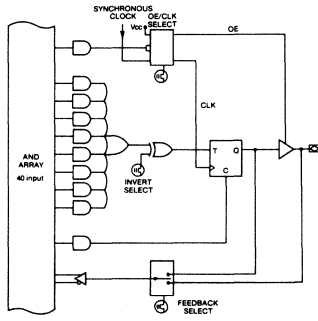 SYNCHRONOUS
CLOCK
OE/CLK
SELECT
Vcc
OE
CLK
AND
ARRAY
40 input
INVERT
SELECT
T
Q
C
FEEDBACK
SELECT